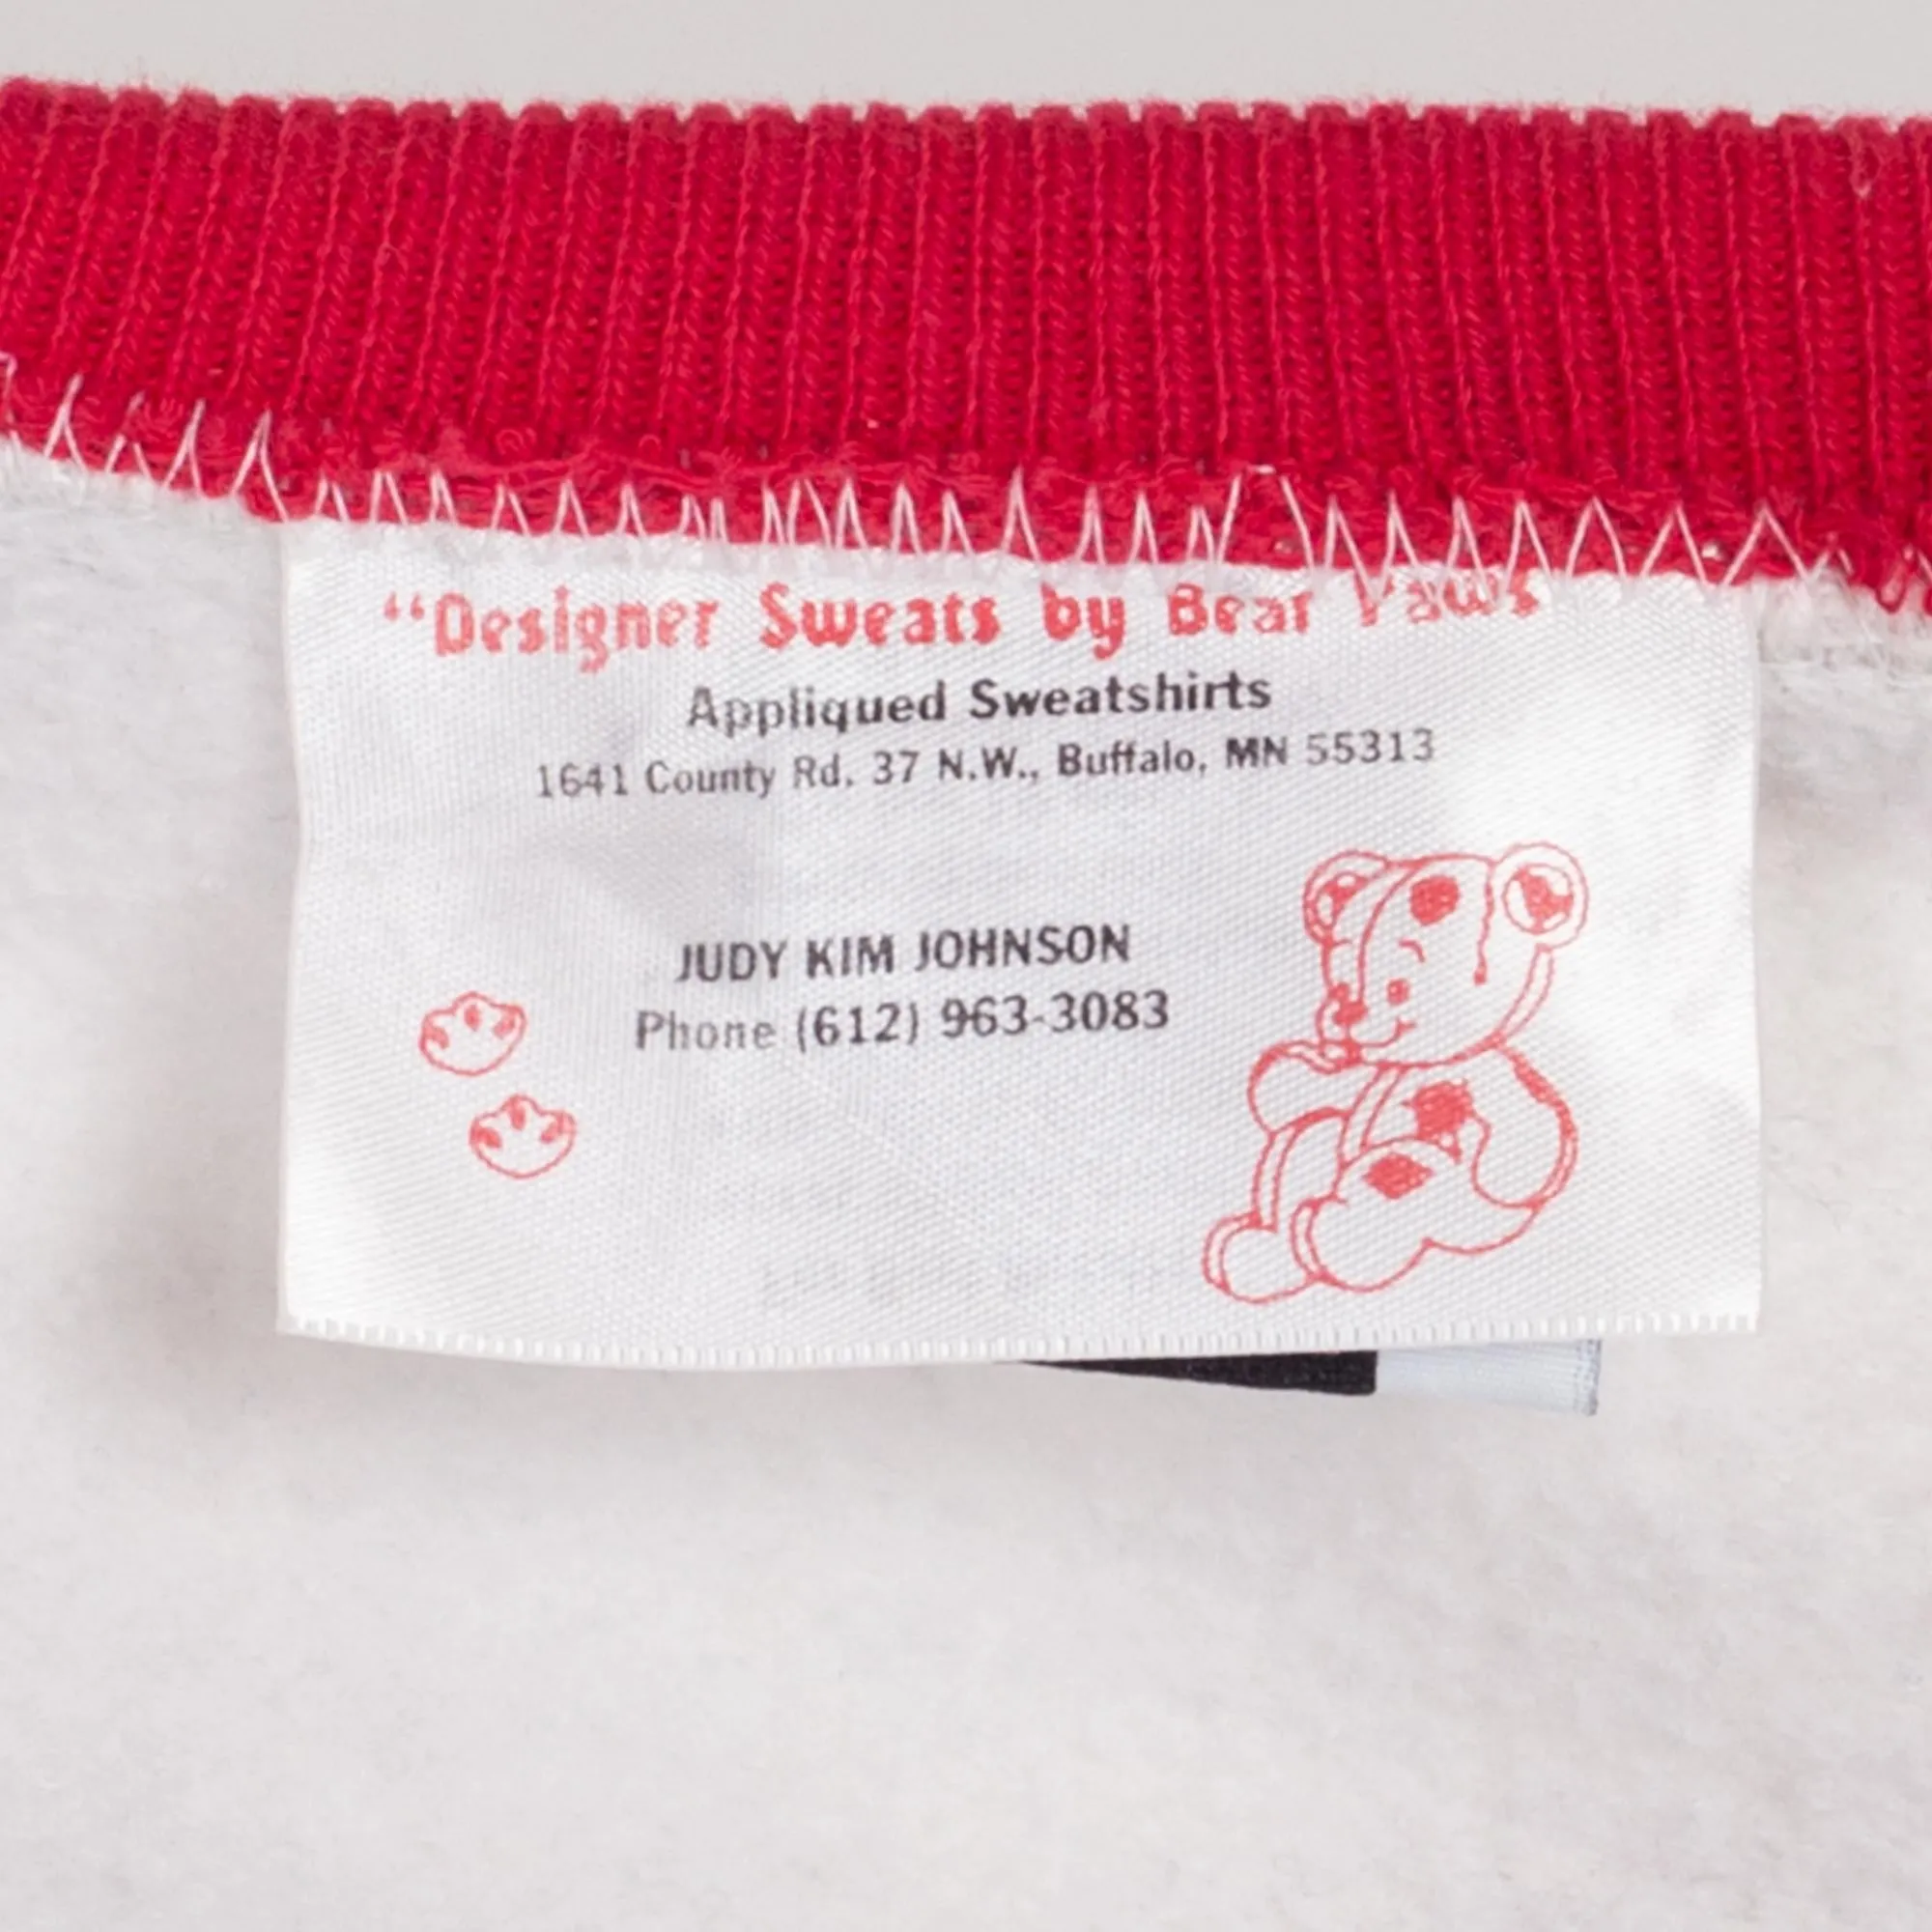 “Designer Sweats by Bear Paws
Appliqued Sweatshirts
1641 County Rd. 37 N.W., Buffalo, MN 55313
JUDY KIM JOHNSON
Phone (612) 963-3083